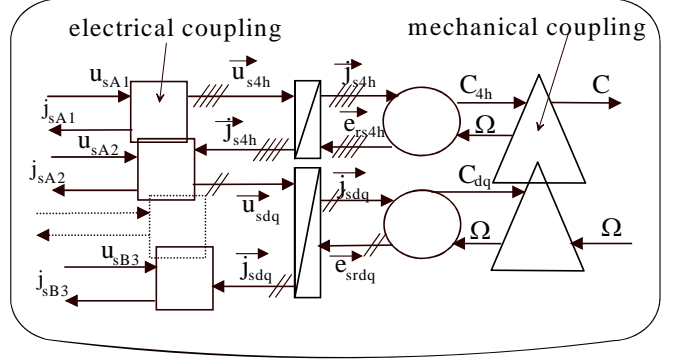 electrical coupling
mechanical coupling
u_sA1
u_s4h
j_s4h
C_4h
C
j_sA1
u_sA2
j_s4h
e_rs4h
Ω
j_sA2
u_sdq
j_sdq
C_dq
u_sB3
j_sdq
e_srdq
Ω
Ω
j_sB3